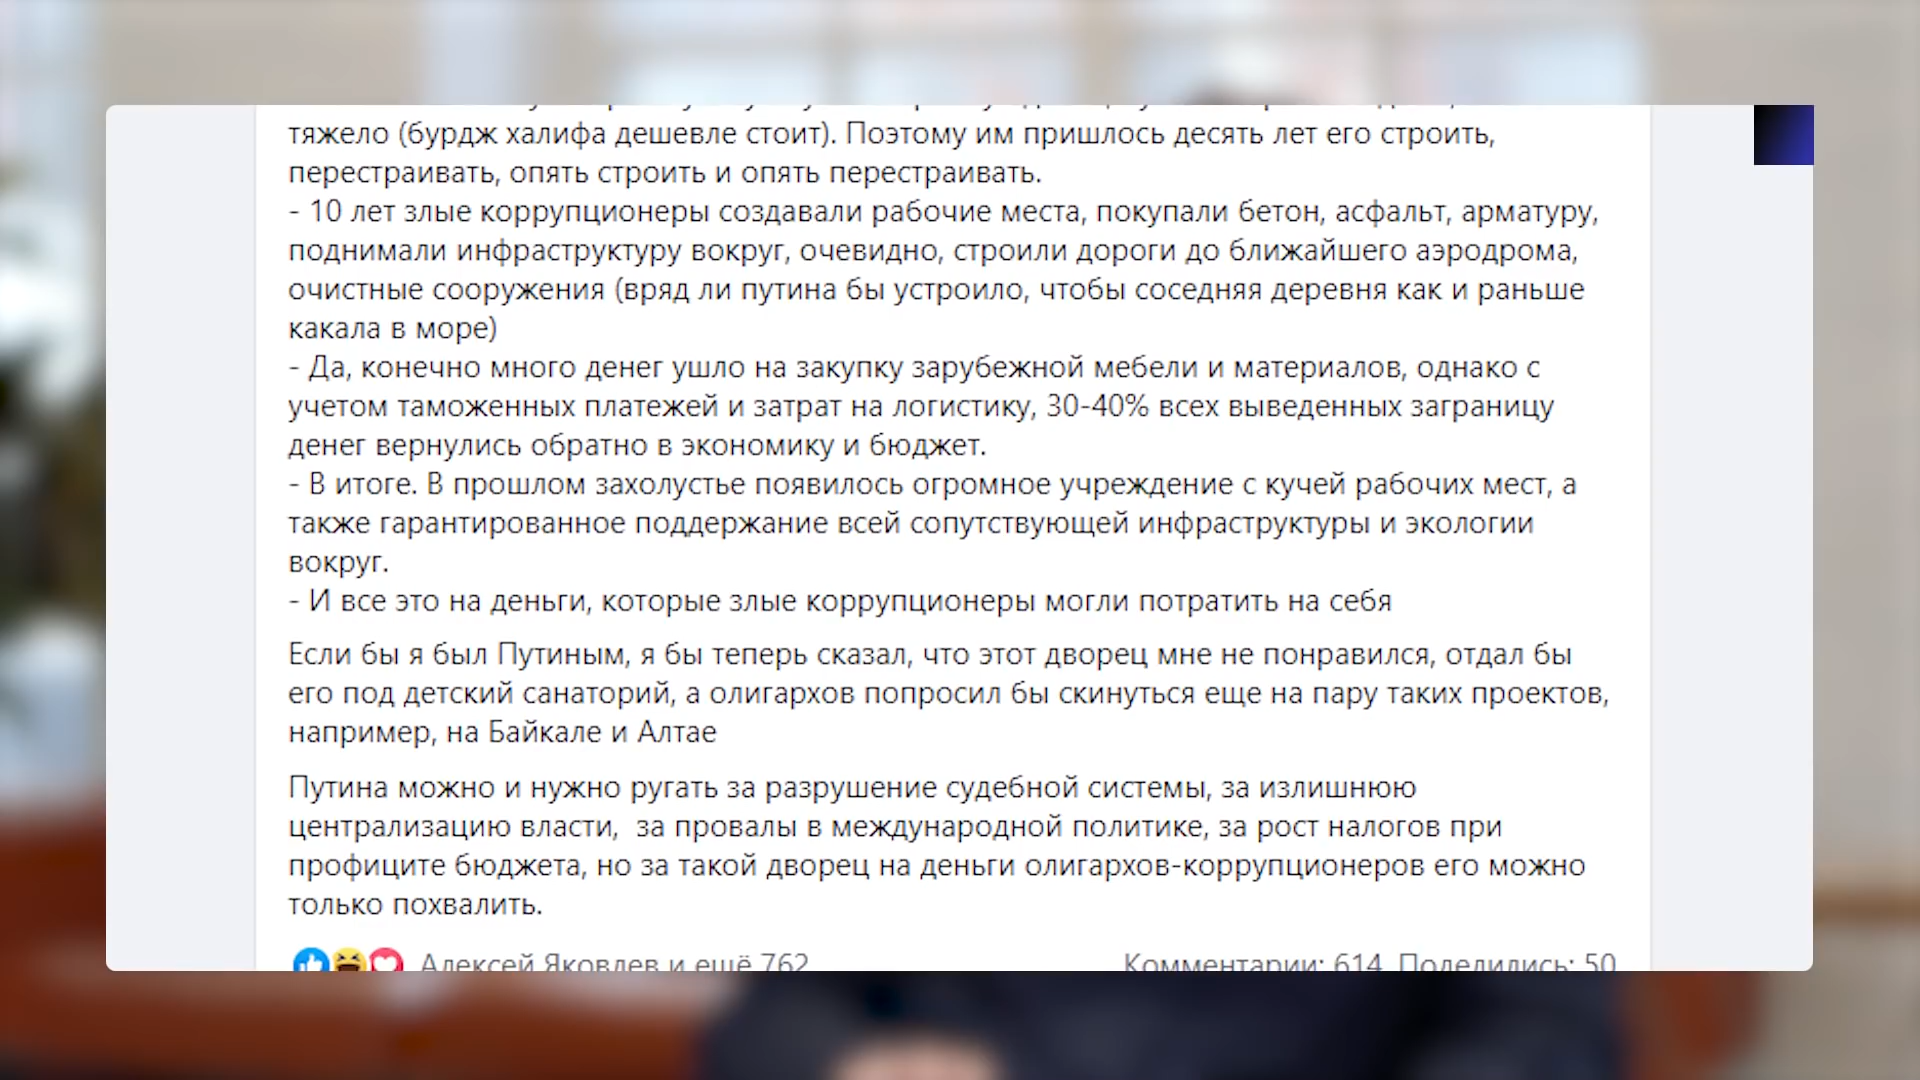 тяжело (бурдж халифа дешевле стоит). Поэтому им пришлось десять лет его строить,
перестраивать, опять строить и опять перестраивать.
- 10 лет злые коррупционеры создавали рабочие места, покупали бетон, асфальт, арматуру,
поднимали инфраструктуру вокруг, очевидно, строили дороги до ближайшего аэродрома,
очистные сооружения (вряд ли путина бы устроило, чтобы соседняя деревня как и раньше
какала в море)
- Да, конечно много денег ушло на закупку зарубежной мебели и материалов, однако с
учетом таможенных платежей и затрат на логистику, 30-40% всех выведенных заграницу
денег вернулись обратно в экономику и бюджет.
- В итоге. В прошлом захолустье появилось огромное учреждение с кучей рабочих мест, а
также гарантированное поддержание всей сопутствующей инфраструктуры и экологии
вокруг.
- И все это на деньги, которые злые коррупционеры могли потратить на себя
Если бы я был Путиным, я бы теперь сказал, что этот дворец мне не понравился, отдал бы
его под детский санаторий, а олигархов попросил бы скинуться еще на пару таких проектов,
например, на Байкале и Алтае
Путина можно и нужно ругать за разрушение судебной системы, за излишнюю
централизацию власти,  за провалы в международной политике, за рост налогов при
профиците бюджета, но за такой дворец на деньги олигархов-коррупционеров его можно
только похвалить.
Алексей Яковлев и ещё 762 Комментарии: 614 Поделились: 50